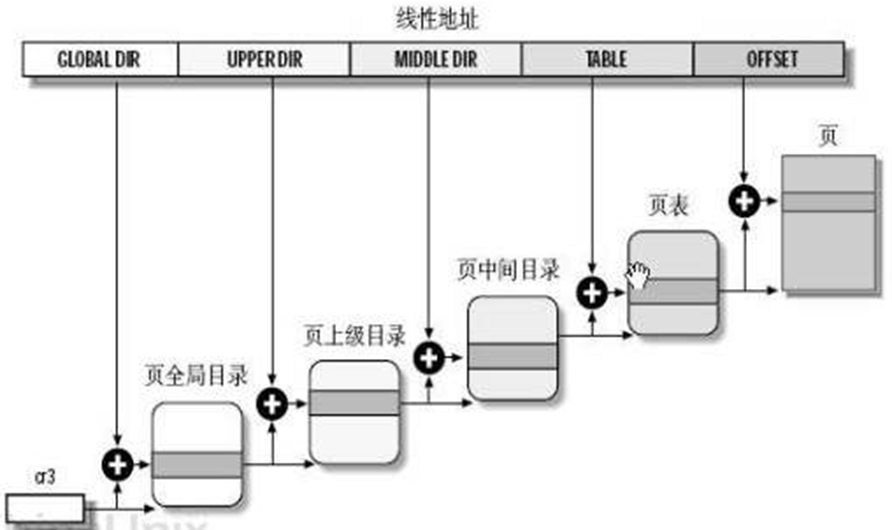 线性地址
GLOBAL DIR
UPPER DIR
MIDDLE DIR
TABLE
OFFSET
页
页表
页中间目录
页上级目录
页全局目录
cr3